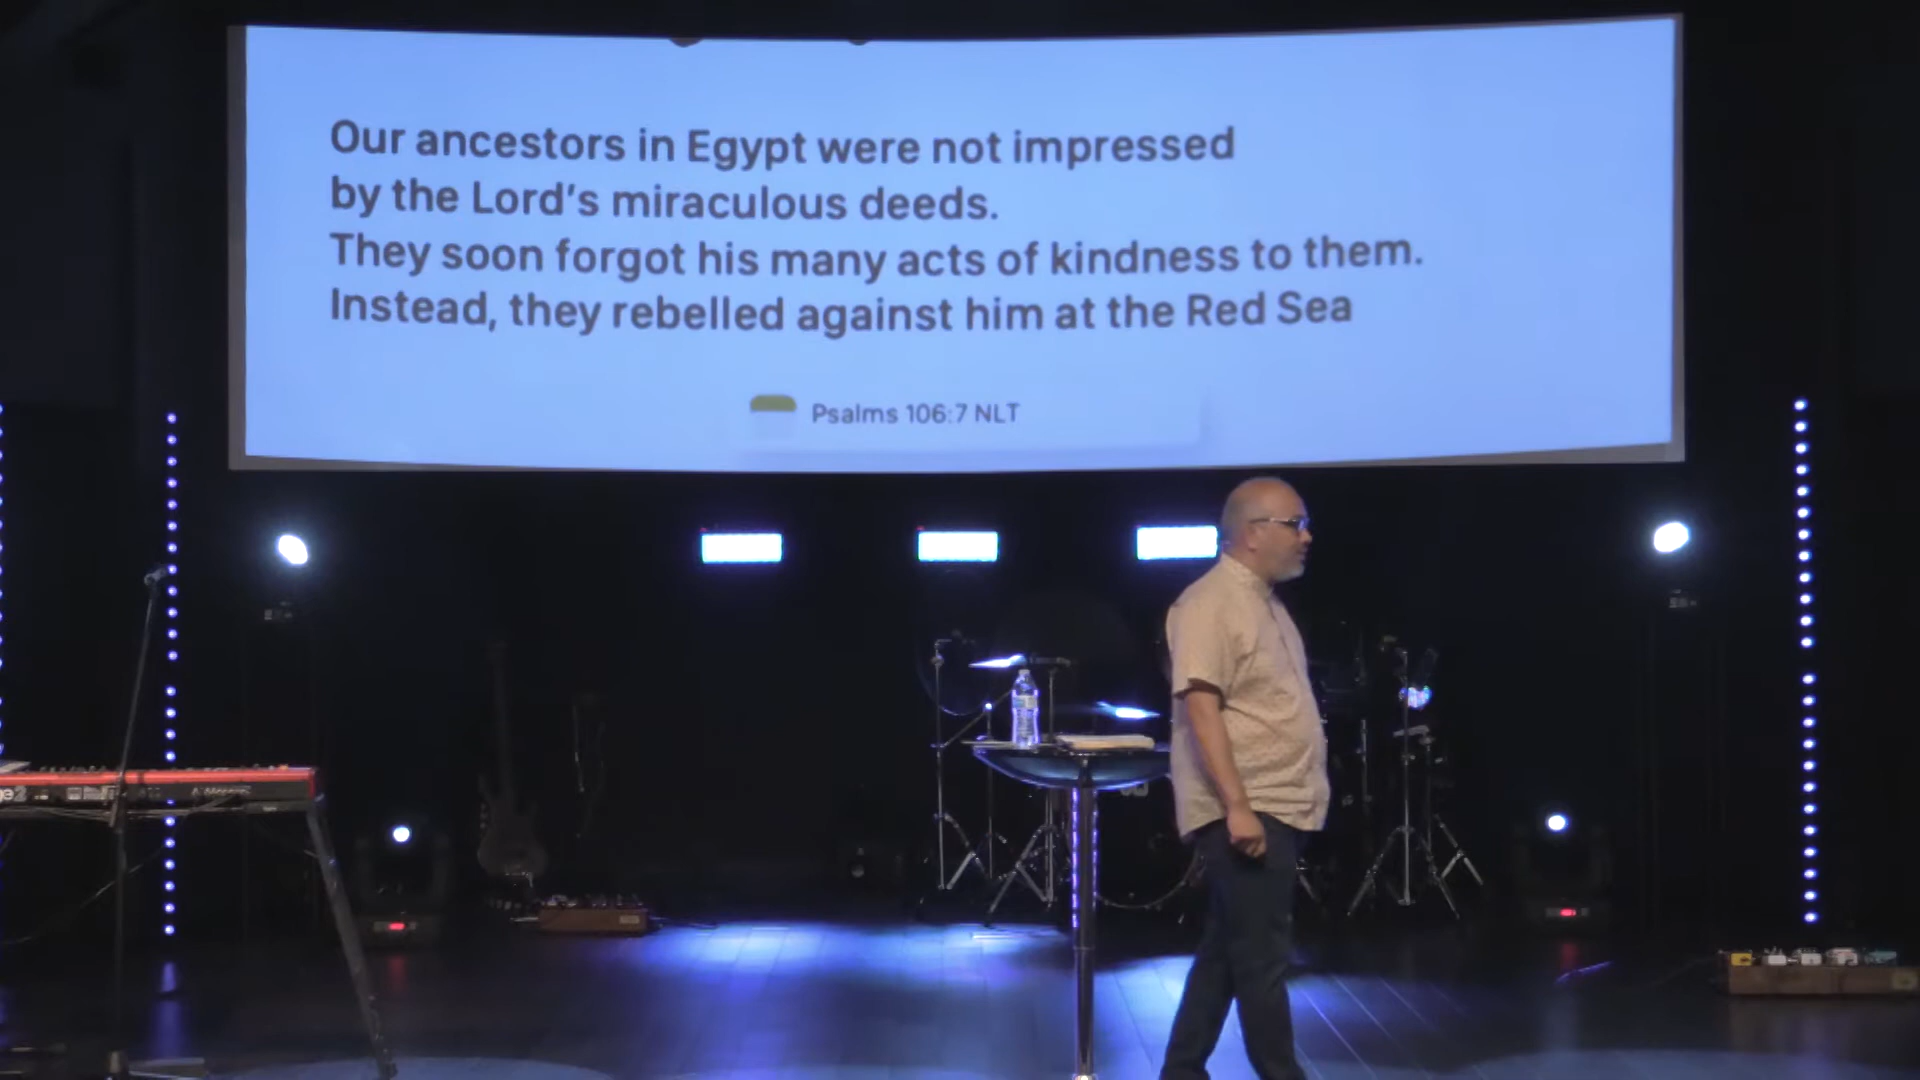 Our ancestors in Egypt were not impressed
by the Lord's miraculous deeds.
They soon forgot his many acts of kindness to them.
Instead, they rebelled against him at the Red Sea
Psalms 106:7 NLT